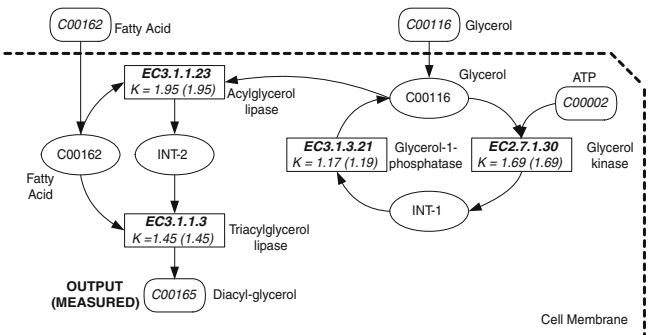 C00162 Fatty Acid
C00116 Glycerol
EC3.1.1.23
K = 1.95 (1.95)
Acylglycerol
lipase
Glycerol
C00116
ATP
C00002
C00162
Fatty
Acid
INT-2
EC3.1.3.21
K = 1.17 (1.19)
Glycerol-1-
phosphatase
EC2.7.1.30
K = 1.69 (1.69)
Glycerol
kinase
INT-1
EC3.1.1.3
K =1.45 (1.45)
Triacylglycerol
lipase
OUTPUT
(MEASURED)
C00165 Diacyl-glycerol
Cell Membrane